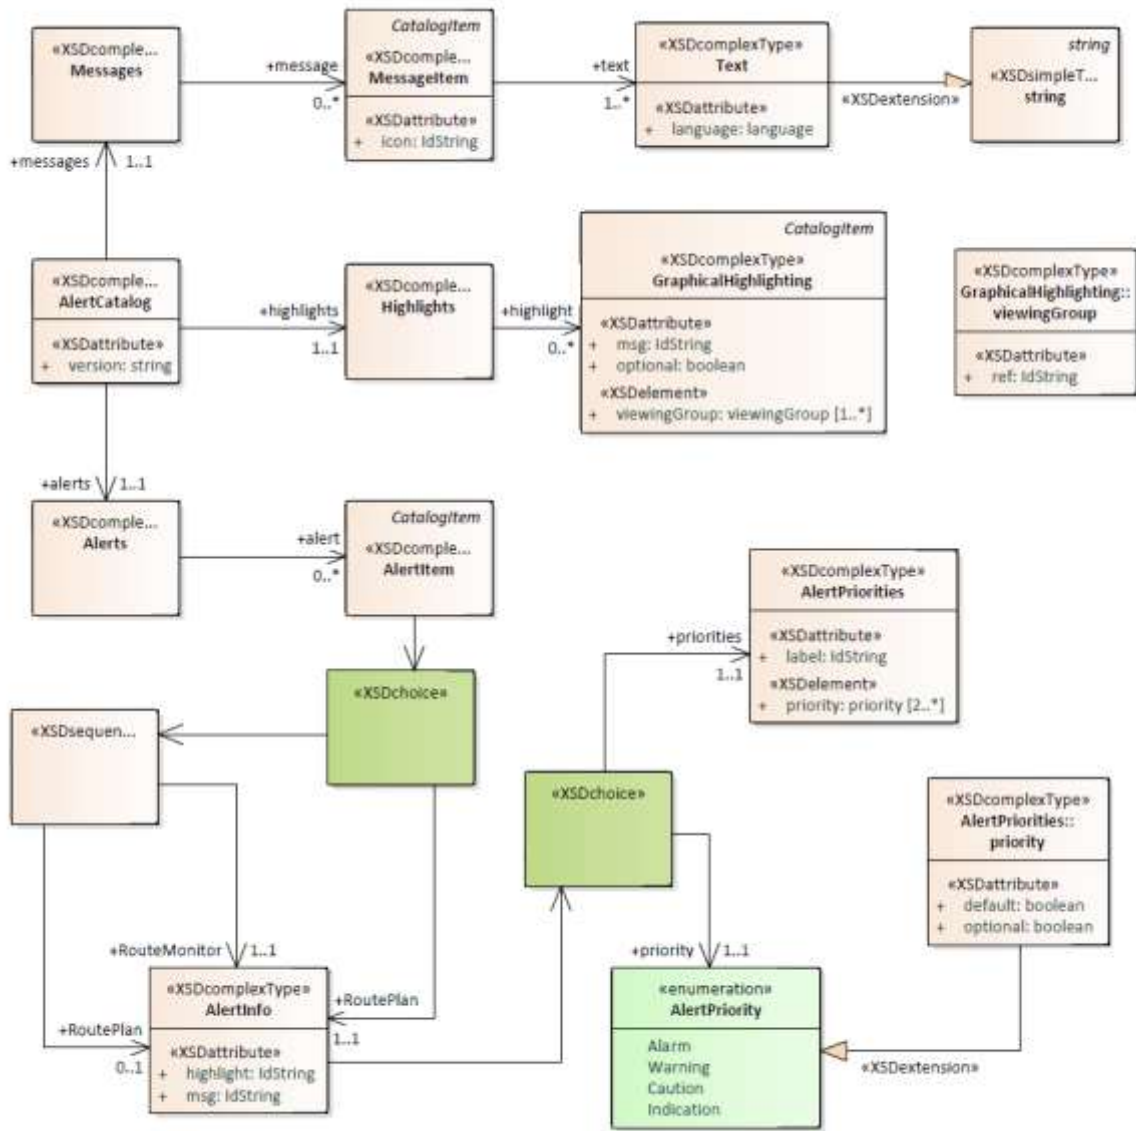 «XSDcomple...
Messages
CatalogItem
«XSDcomple...
MessageItem
«XSDattribute»
+ icon: IdString
«XSDcomplexType»
Text
«XSDattribute»
+ language: language
string
«XSDsimpleT...
string
+message
0..*
+text
1..*
«XSDextension»
+messages
1..1
«XSDcomple...
AlertCatalog
«XSDattribute»
+ version: string
+highlights
1..1
«XSDcomple...
Highlights
+highlight
0..*
CatalogItem
«XSDcomplexType»
GraphicalHighlighting
«XSDattribute»
+ msg: IdString
+ optional: boolean
«XSDelement»
+ viewingGroup: viewingGroup [1..*]
«XSDcomplexType»
GraphicalHighlighting::
viewingGroup
«XSDattribute»
+ ref: IdString
+alerts
1..1
«XSDcomple...
Alerts
+alert
0..*
CatalogItem
«XSDcomple...
AlertItem
«XSDcomplexType»
AlertPriorities
«XSDattribute»
+ label: IdString
«XSDelement»
+ priority: priority [2..*]
+priorities
1..1
«XSDchoice»
«XSDsequen...
«XSDchoice»
«XSDcomplexType»
AlertPriorities::
priority
«XSDattribute»
+ default: boolean
+ optional: boolean
+RouteMonitor
1..1
+priority
1..1
«XSDcomplexType»
AlertInfo
«XSDattribute»
+ highlight: IdString
+ msg: IdString
+RoutePlan
1..1
+RoutePlan
0..1
«enumeration»
AlertPriority
Alarm
Warning
Caution
Indication
«XSDextension»